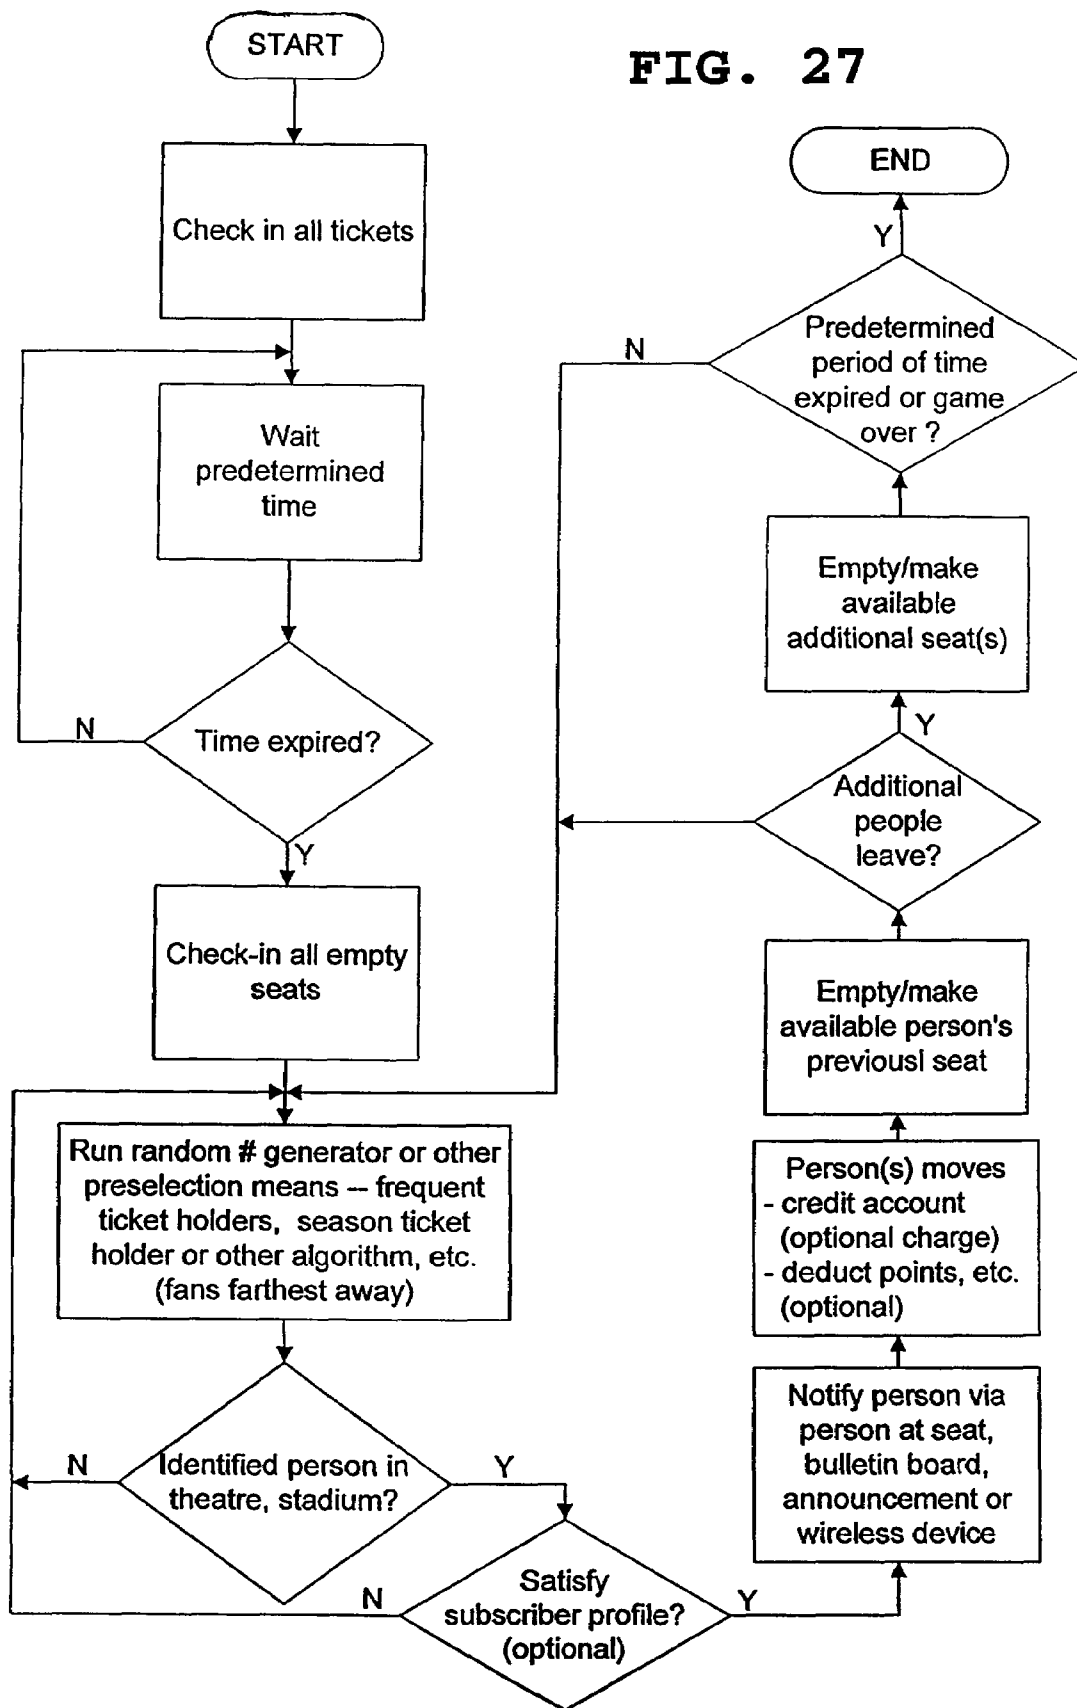 START
FIG. 27
Check in all tickets
Wait
predetermined
time
N
Time expired?
Y
Check-in all empty
seats
Run random # generator or other
preselection means -- frequent
ticket holders, season ticket
holder or other algorithm, etc.
(fans farthest away)
N
Identified person in
theatre, stadium?
Y
N
Satisfy
subscriber profile?
(optional)
Y
Notify person via
person at seat,
bulletin board,
announcement or
wireless device
Person(s) moves
- credit account
(optional charge)
- deduct points, etc.
(optional)
Empty/make
available person's
previousl seat
Additional
people
leave?
Y
Empty/make
available
additional seat(s)
Predetermined
period of time
expired or game
over ?
N
Y
END